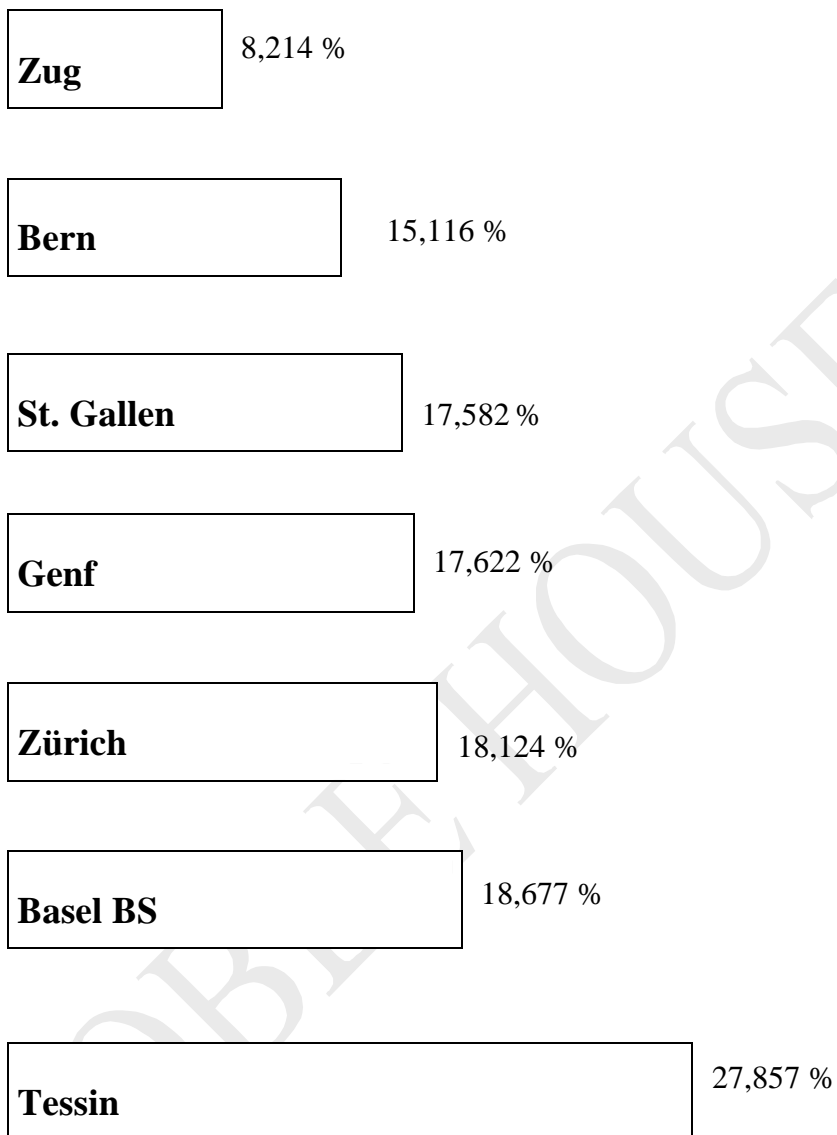 Zug 8,214 %
Bern 15,116 %
St. Gallen 17,582 %
Genf 17,622 %
Zürich 18,124 %
Basel BS 18,677 %
Tessin 27,857 %